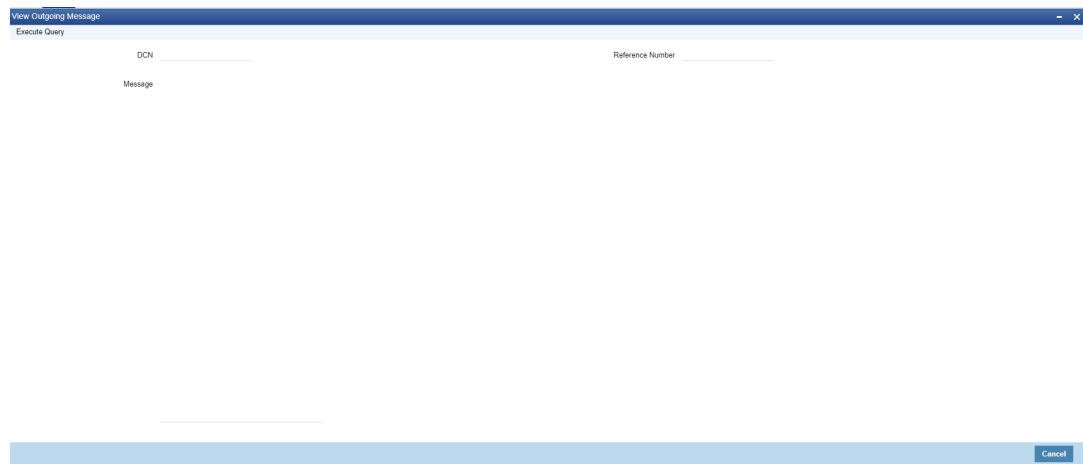 View Outgoing Message
Execute Query
DCN
Reference Number
Message
Cancel